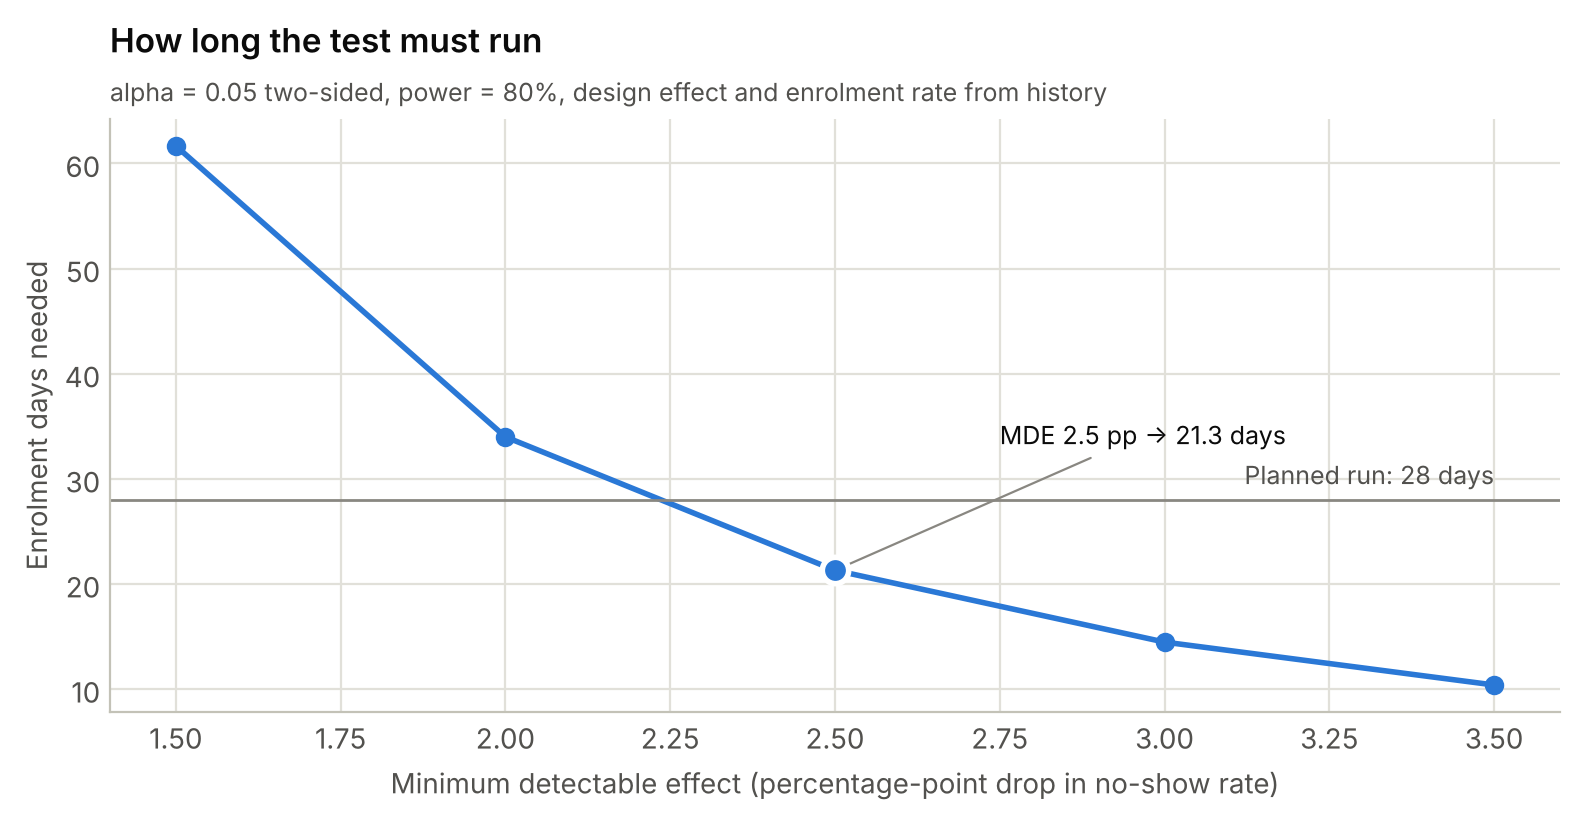 How long the test must run
alpha = 0.05 two-sided, power = 80%, design effect and enrolment rate from history
Enrolment days needed
60
50
40
30
20
10
MDE 2.5 pp → 21.3 days
Planned run: 28 days
1.50 1.75 2.00 2.25 2.50 2.75 3.00 3.25 3.50
Minimum detectable effect (percentage-point drop in no-show rate)